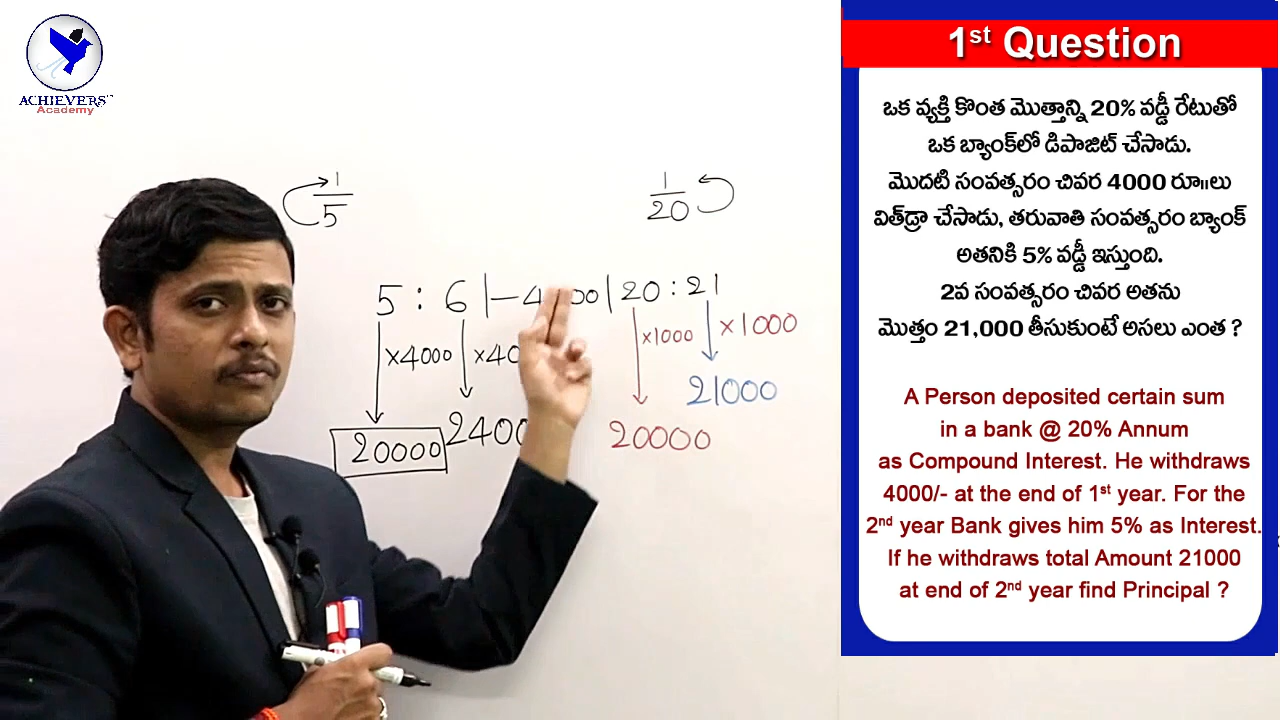 ACHIEVERS
Academy
1
5
1
20
5 : 6 | – 4 00 | 20 : 21
×4000
×40
×1000
×1000
21000
20000
2400
20000
1st Question
ఒక వ్యక్తి కొంత మొత్తాన్ని 20% వడ్డీ రేటుతో
ఒక బ్యాంక్‌లో డిపాజిట్ చేసాడు.
మొదటి సంవత్సరం చివర 4000 రూ॥లు
విత్‌డ్రా చేసాడు, తరువాతి సంవత్సరం బ్యాంక్
అతనికి 5% వడ్డీ ఇస్తుంది.
2వ సంవత్సరం చివర అతను
మొత్తం 21,000 తీసుకుంటే అసలు ఎంత ?
A Person deposited certain sum
in a bank @ 20% Annum
as Compound Interest. He withdraws
4000/- at the end of 1st year. For the
2nd year Bank gives him 5% as Interest.
If he withdraws total Amount 21000
at end of 2nd year find Principal ?